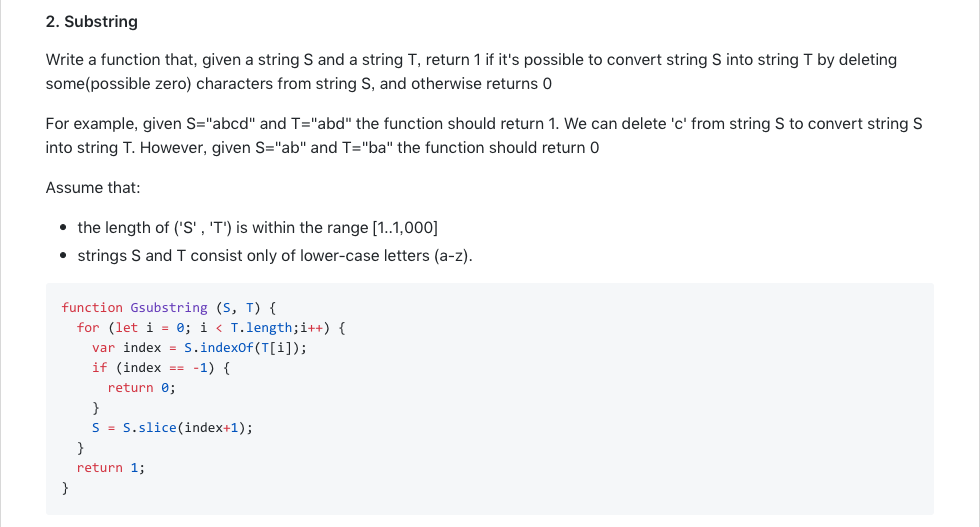 2. Substring
Write a function that, given a string S and a string T, return 1 if it's possible to convert string S into string T by deleting
some(possible zero) characters from string S, and otherwise returns 0
For example, given S="abcd" and T="abd" the function should return 1. We can delete 'c' from string S to convert string S
into string T. However, given S="ab" and T="ba" the function should return 0
Assume that:
• the length of ('S' , 'T') is within the range [1..1,000]
• strings S and T consist only of lower-case letters (a-z).
function Gsubstring (S, T) {
  for (let i = 0; i < T.length;i++) {
    var index = S.indexOf(T[i]);
    if (index == -1) {
      return 0;
    }
    S = S.slice(index+1);
  }
  return 1;
}